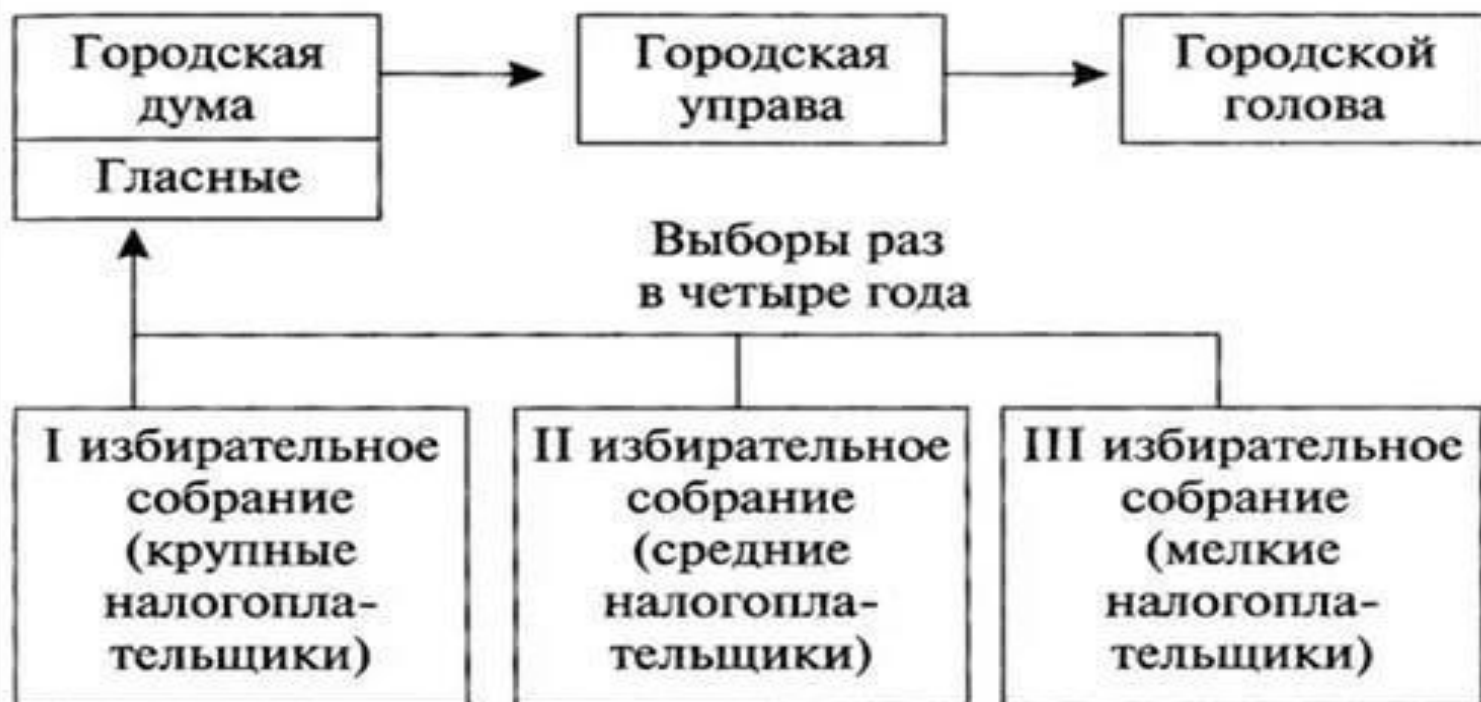 Городская
дума
Гласные
Городская
управа
Городской
голова
Выборы раз
в четыре года
I избирательное
собрание
(крупные
налогопла-
тельщики)
II избирательное
собрание
(средние
налогопла-
тельщики)
III избирательное
собрание
(мелкие
налогопла-
тельщики)